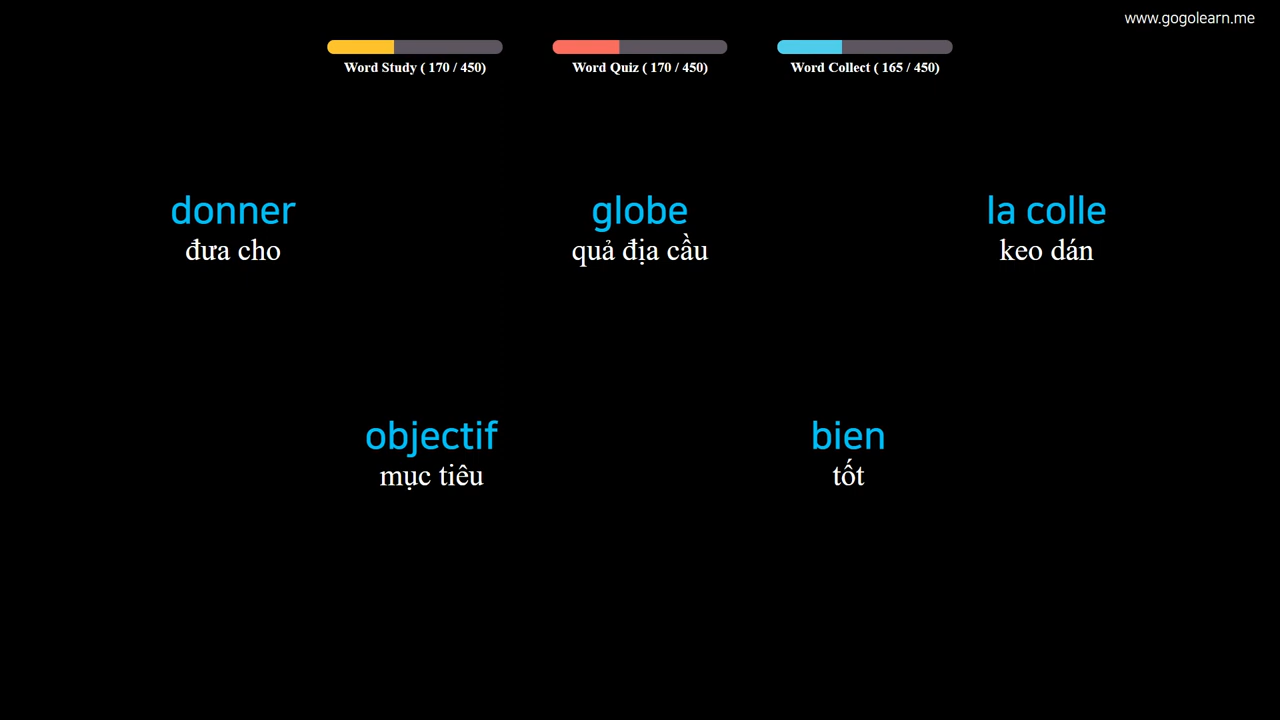 www.gogolearn.me
Word Study ( 170 / 450)
Word Quiz ( 170 / 450)
Word Collect ( 165 / 450)
donner
đưa cho
globe
quả địa cầu
la colle
keo dán
objectif
mục tiêu
bien
tốt